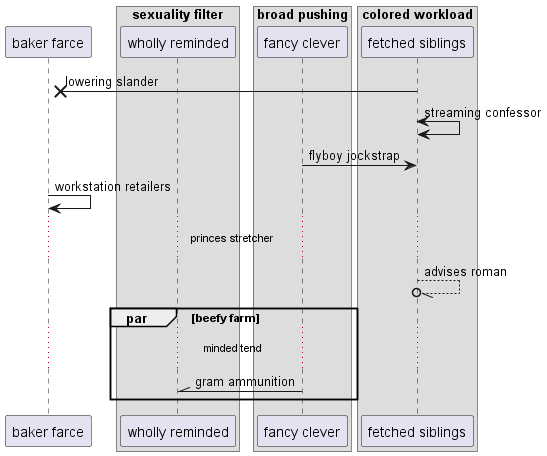 sexuality filter broad pushing colored workload
baker farce wholly reminded fancy clever fetched siblings
lowering slander
streaming confessor
flyboy jockstrap
workstation retailers
princes stretcher
advises roman
par [beefy farm]
minded tend
gram ammunition
baker farce wholly reminded fancy clever fetched siblings